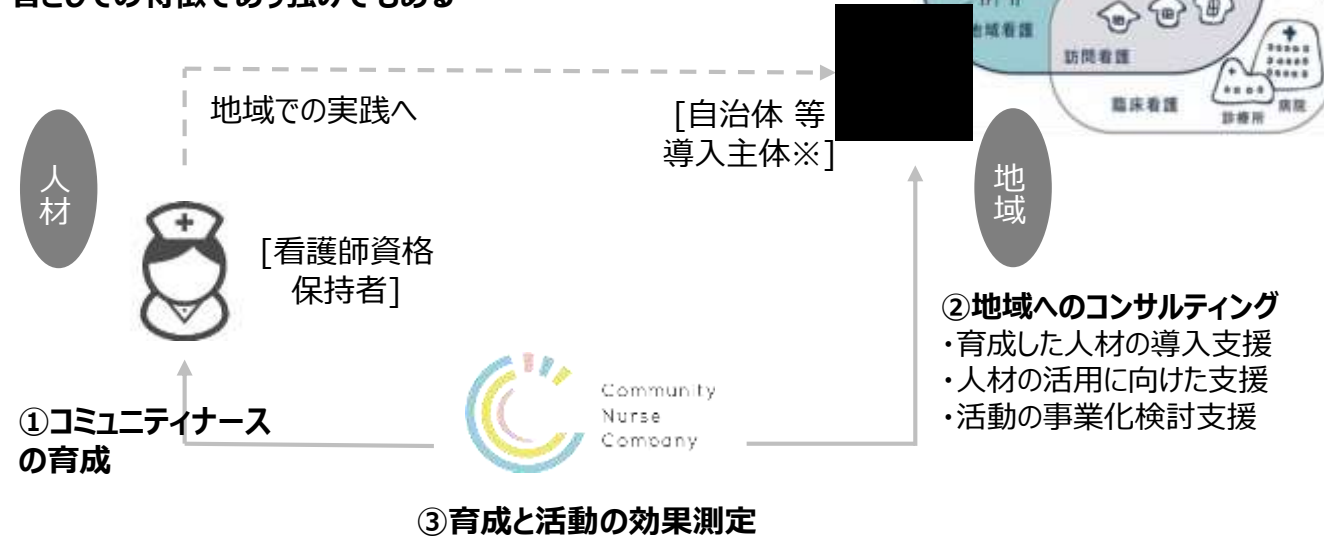 地域看護
訪問看護
臨床看護
診療所
病院
地域での実践へ
[自治体 等
導入主体※]
人材
地域
[看護師資格
保持者]
②地域へのコンサルティング
・育成した人材の導入支援
・人材の活用に向けた支援
・活動の事業化検討支援
Community
Nurse
Company
①コミュニティナース
の育成
③育成と活動の効果測定